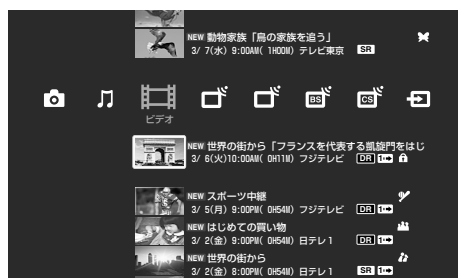 NEW 動物家族「鳥の家族を追う」
3/ 7(水) 9:00AM( 1H00M) テレビ東京 SR
BS CS
ビデオ
NEW 世界の街から「フランスを代表する凱旋門をはじ
3/ 6(火)10:00AM( 0H11M) フジテレビ DR 1
NEW スポーツ中継
3/ 5(月) 9:00PM( 0H54M) フジテレビ DR 1
NEW はじめての買い物
3/ 2(金) 9:00PM( 0H54M) 日テレ1 DR 1
NEW 世界の街から
3/ 2(金) 8:00PM( 0H54M) 日テレ1 SR 1